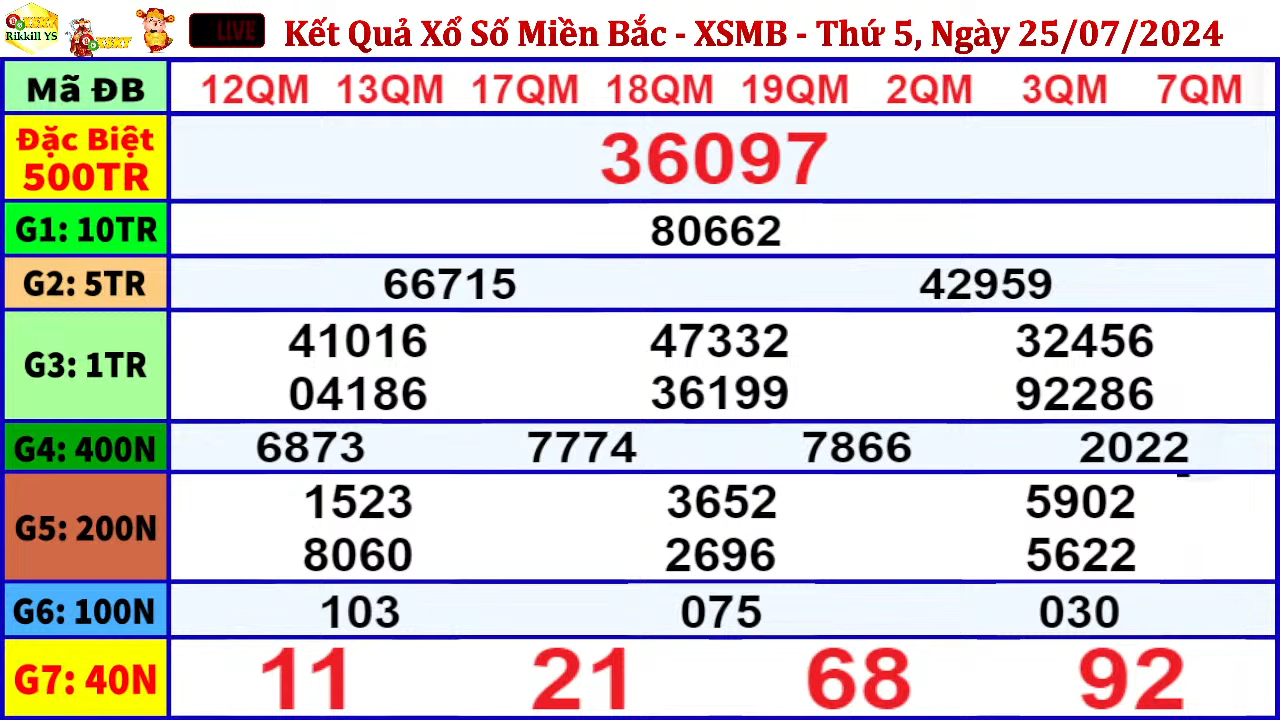 Rikkill YS
LIVE
Kết Quả Xổ Số Miền Bắc - XSMB - Thứ 5, Ngày 25/07/2024
Mã ĐB 12QM 13QM 17QM 18QM 19QM 2QM 3QM 7QM
Đặc Biệt
500TR 36097
G1: 10TR 80662
G2: 5TR 66715 42959
G3: 1TR 41016 47332 32456
04186 36199 92286
G4: 400N 6873 7774 7866 2022
G5: 200N 1523 3652 5902
8060 2696 5622
G6: 100N 103 075 030
G7: 40N 11 21 68 92